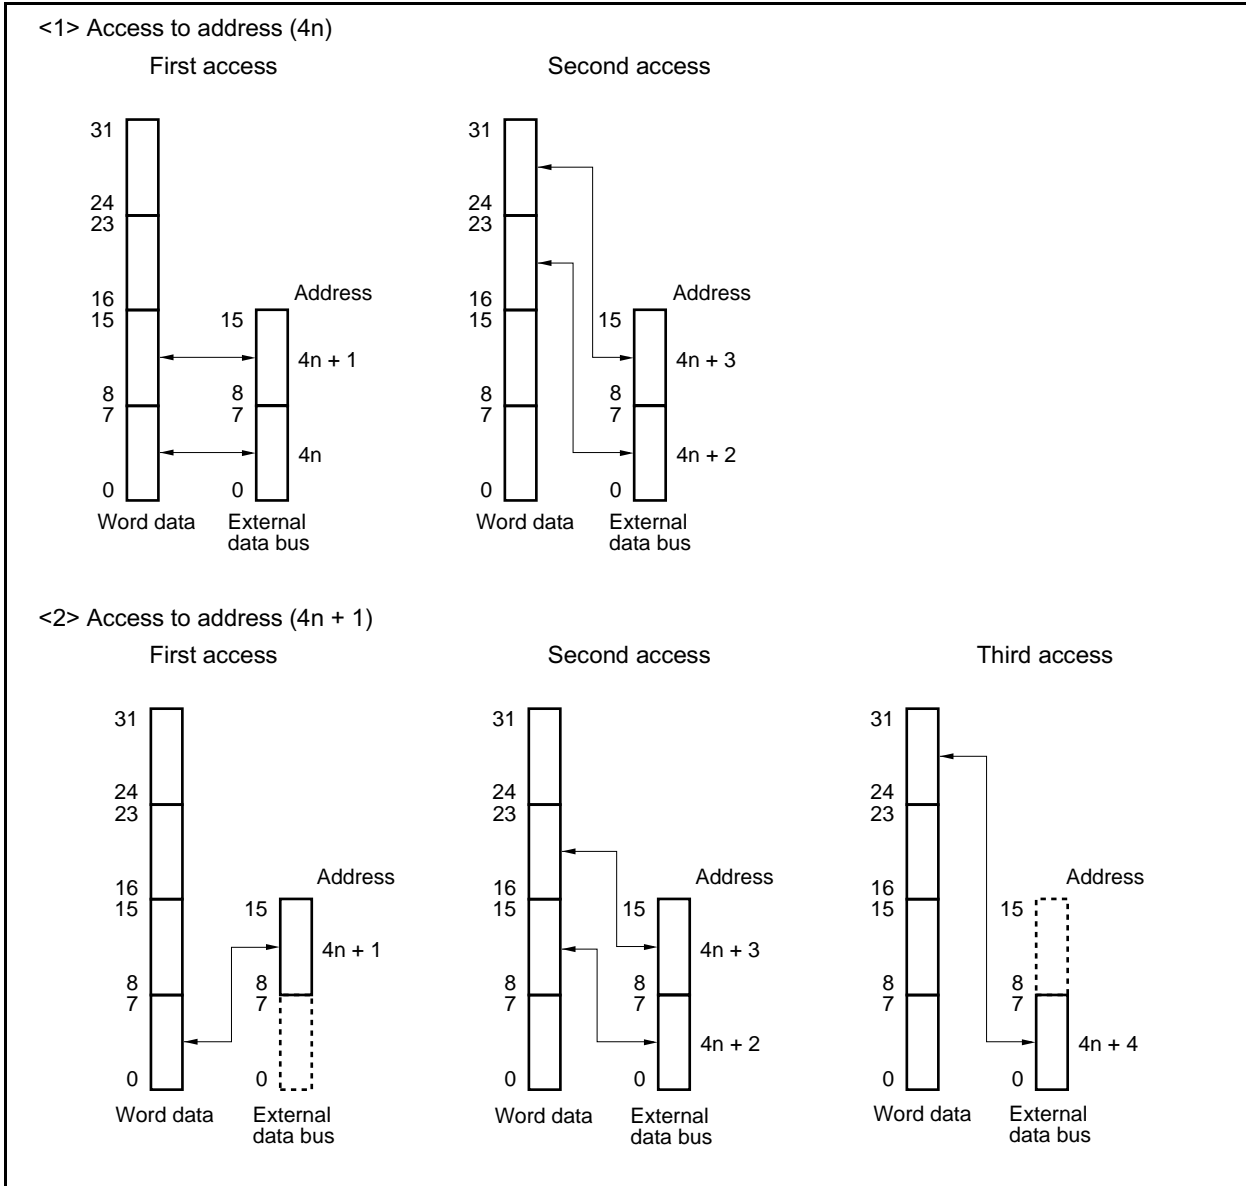 <1> Access to address (4n)
First access
Second access
31
24
23
16
15
8
7
0
Address
15
4n + 1
8
7
4n
0
Word data
External
data bus
31
24
23
16
15
8
7
0
Address
15
4n + 3
8
7
4n + 2
0
Word data
External
data bus
<2> Access to address (4n + 1)
First access
Second access
Third access
31
24
23
16
15
8
7
0
Address
15
4n + 1
8
7
0
Word data
External
data bus
31
24
23
16
15
8
7
0
Address
15
4n + 3
8
7
4n + 2
0
Word data
External
data bus
31
24
23
16
15
8
7
0
Address
15
8
7
4n + 4
0
Word data
External
data bus